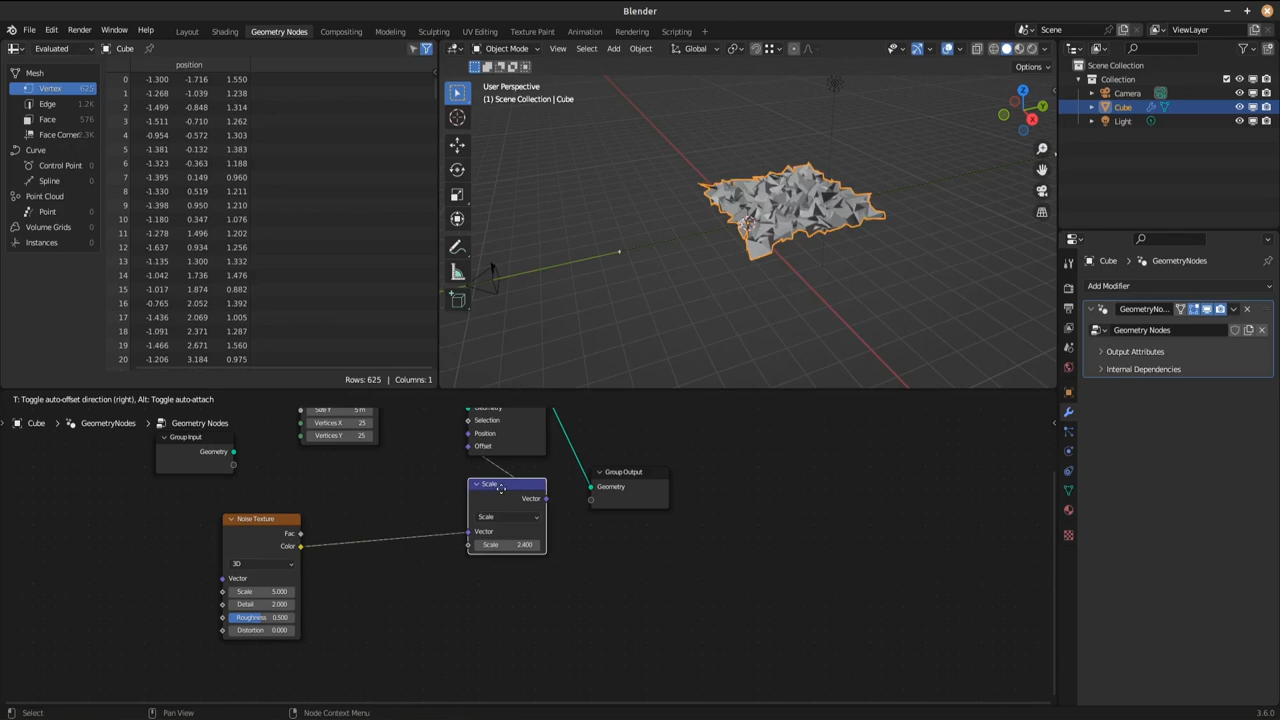 Blender
File Edit Render Window Help Layout Shading UV Editing Geometry Nodes Compositing Modeling Sculpting UV Editing Texture Paint Animation Rendering Scripting + Scene ViewLayer
Evaluated Cube
Object Mode View Select Add Object Global
Options
position
Mesh
Vertex 625
Edge 1.2K
Face 576
Face Corner 2.3K
Curve
Control Point 0
Spline 0
Point Cloud
Point 0
Volume Grids 0
Instances 0
0 -1.300 -1.716 1.550
1 -1.268 -1.039 1.238
2 -1.499 -0.848 1.314
3 -1.511 -0.710 1.262
4 -0.954 -0.572 1.303
5 -1.381 -0.132 1.383
6 -1.323 -0.363 1.188
7 -1.395 0.149 0.960
8 -1.330 0.519 1.211
9 -1.398 0.950 1.210
10 -1.180 0.347 1.076
11 -1.278 1.496 1.202
12 -1.637 0.934 1.256
13 -1.135 1.300 1.332
14 -1.042 1.736 1.476
15 -1.017 1.874 0.882
16 -0.765 2.052 1.392
17 -1.436 2.069 1.005
18 -1.091 2.371 1.287
19 -1.466 2.671 1.560
20 -1.206 3.184 0.975
Rows: 625 | Columns: 1
User Perspective
(1) Scene Collection | Cube
Z
Y
X
Scene Collection
Collection
Camera
Cube
Light
Cube > GeometryNodes
Add Modifier
GeometryNo...
Geometry Nodes
Output Attributes
Internal Dependencies
T: Toggle auto-offset direction (right), Alt: Toggle auto-attach
Cube > GeometryNodes > Geometry Nodes
Group Input
Geometry
Size Y 5 m
Vertices X 25
Vertices Y 25
Geometry
Selection
Position
Offset
Scale
Vector
Scale
Vector
Scale 2.400
Group Output
Geometry
Noise Texture
Fac
Color
3D
Vector
Scale 5.000
Detail 2.000
Roughness 0.500
Distortion 0.000
Select Pan View Node Context Menu 3.6.0